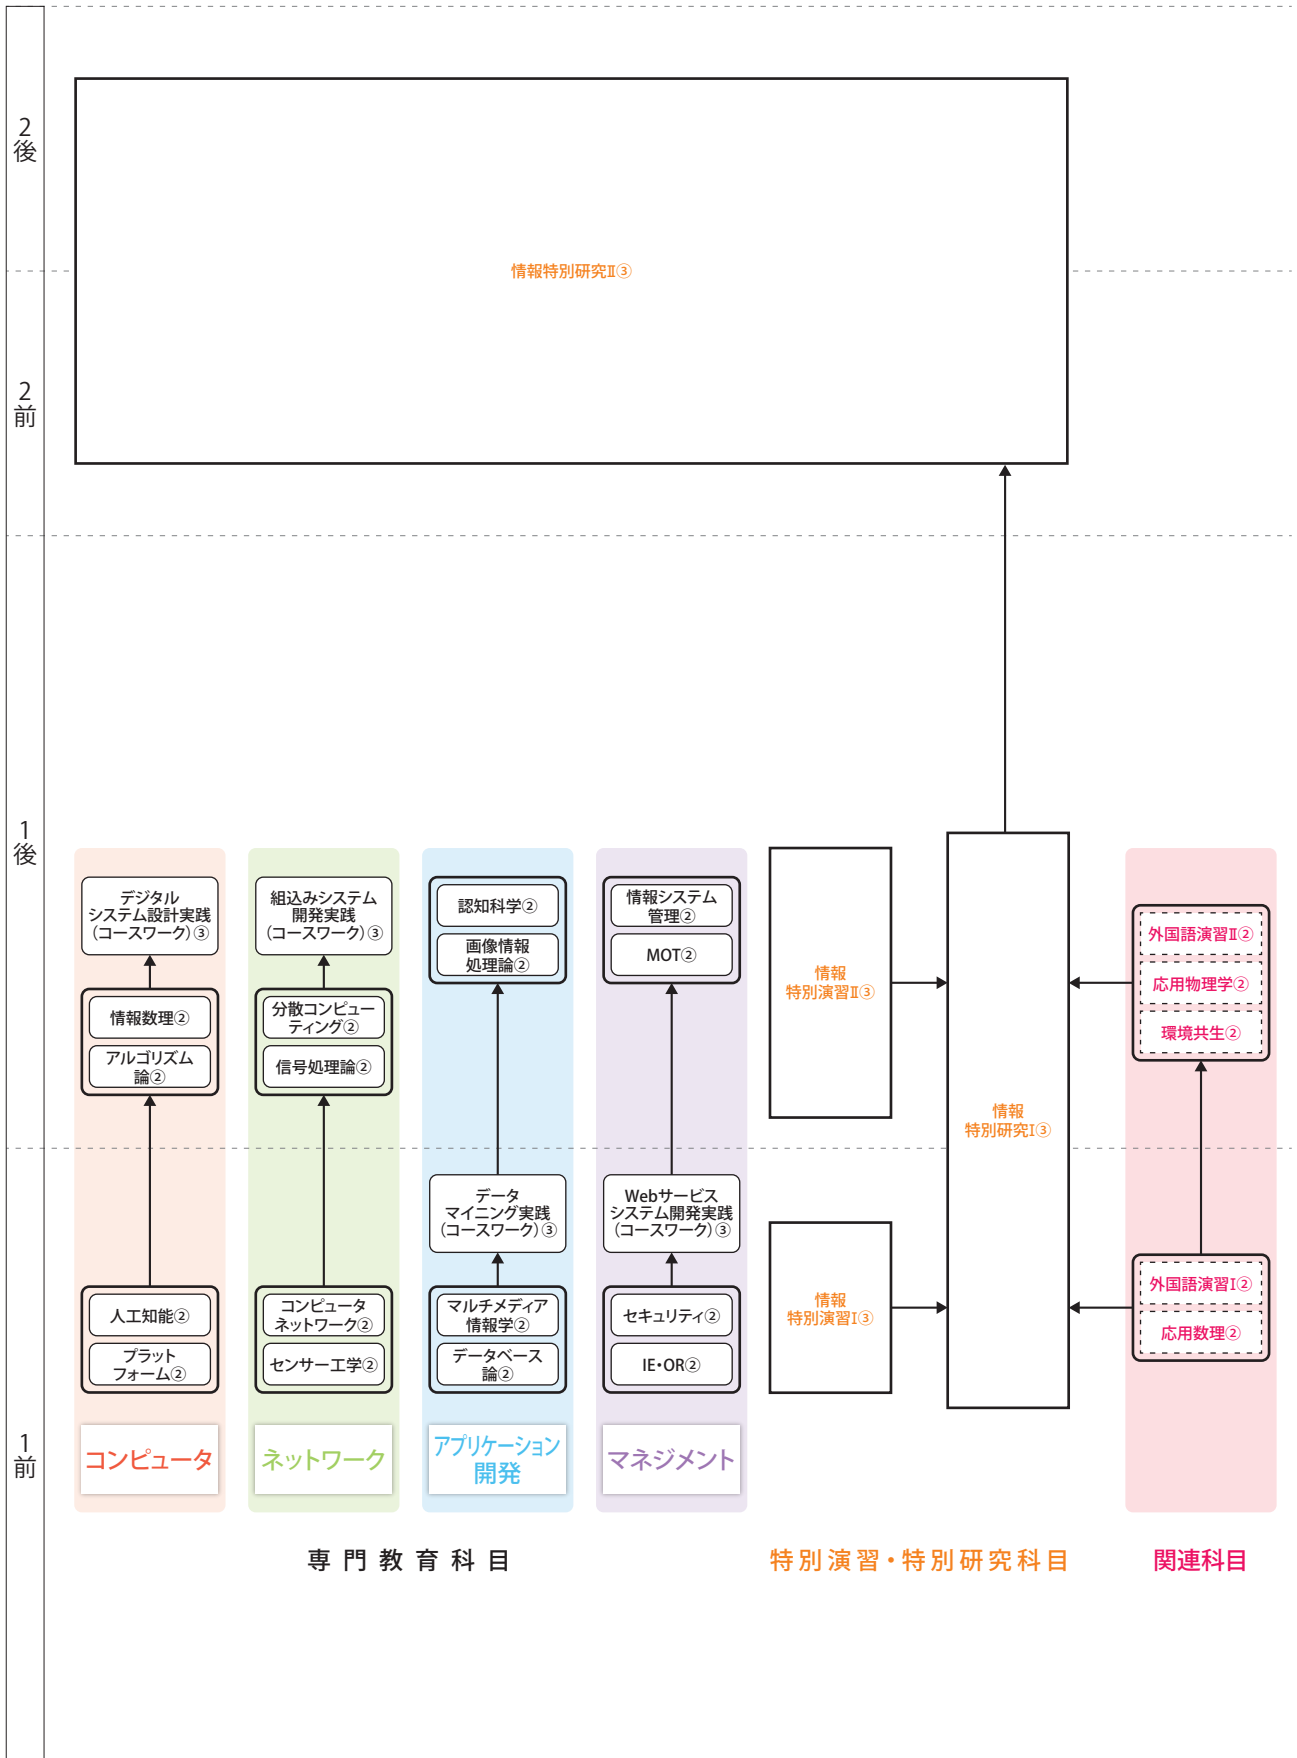 2後
情報特別研究Ⅱ③
2前
1後
デジタル
システム設計実践
(コースワーク)③
情報数理②
アルゴリズム
論②
組込みシステム
開発実践
(コースワーク)③
分散コンピュー
ティング②
信号処理論②
認知科学②
画像情報
処理論②
情報システム
管理②
MOT②
情報
特別演習Ⅱ③
情報
特別研究Ⅰ③
外国語演習Ⅱ②
応用物理学②
環境共生②
1前
人工知能②
プラット
フォーム②
コンピュータ
コンピュータ
ネットワーク②
センサー工学②
ネットワーク
データ
マイニング実践
(コースワーク)③
マルチメディア
情報学②
データベース
論②
アプリケーション
開発
Webサービス
システム開発実践
(コースワーク)③
セキュリティ②
IE・OR②
マネジメント
情報
特別演習Ⅰ③
外国語演習Ⅰ②
応用数理②
専門教育科目
特別演習・特別研究科目
関連科目